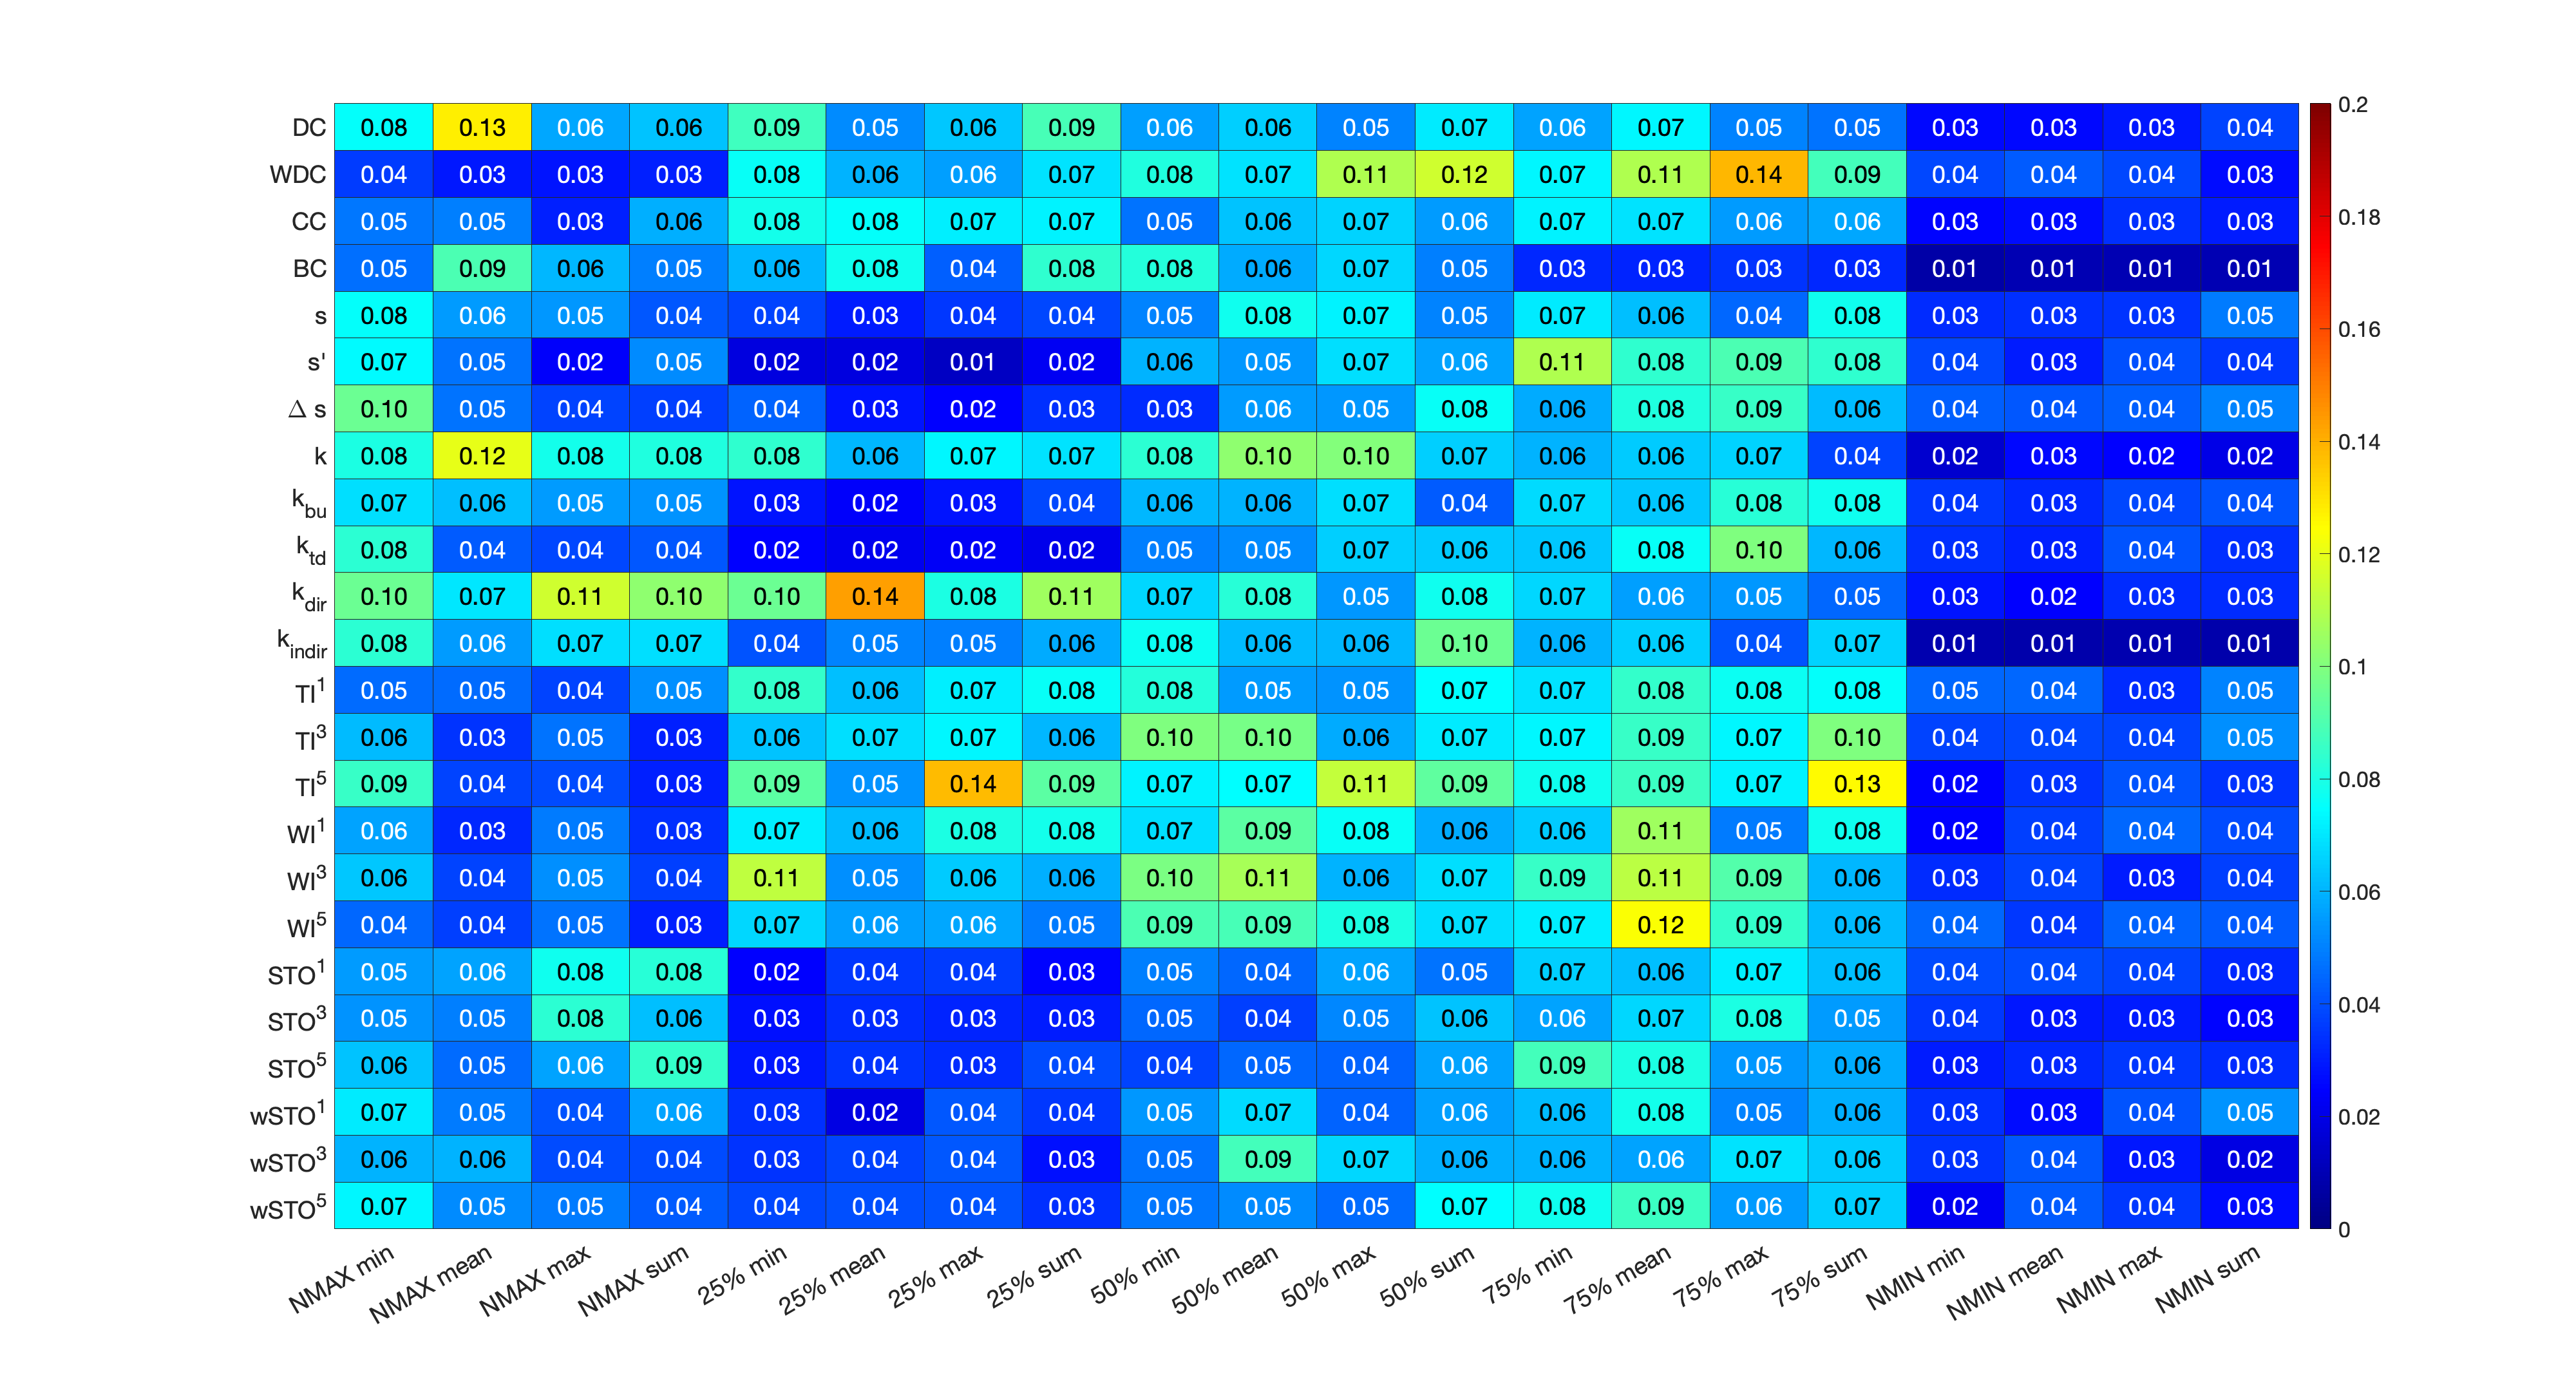 DC 0.08 0.13 0.06 0.06 0.09 0.05 0.06 0.09 0.06 0.06 0.05 0.07 0.06 0.07 0.05 0.05 0.03 0.03 0.03 0.04
WDC 0.04 0.03 0.03 0.03 0.08 0.06 0.06 0.07 0.08 0.07 0.11 0.12 0.07 0.11 0.14 0.09 0.04 0.04 0.04 0.03
CC 0.05 0.05 0.03 0.06 0.08 0.08 0.07 0.07 0.05 0.06 0.07 0.06 0.07 0.07 0.06 0.06 0.03 0.03 0.03 0.03
BC 0.05 0.09 0.06 0.05 0.06 0.08 0.04 0.08 0.08 0.06 0.07 0.05 0.03 0.03 0.03 0.03 0.01 0.01 0.01 0.01
s 0.08 0.06 0.05 0.04 0.04 0.03 0.04 0.04 0.05 0.08 0.07 0.05 0.07 0.06 0.04 0.08 0.03 0.03 0.03 0.05
s' 0.07 0.05 0.02 0.05 0.02 0.02 0.01 0.02 0.06 0.05 0.07 0.06 0.11 0.08 0.09 0.08 0.04 0.03 0.04 0.04
Δ s 0.10 0.05 0.04 0.04 0.04 0.03 0.02 0.03 0.03 0.06 0.05 0.08 0.06 0.08 0.09 0.06 0.04 0.04 0.04 0.05
k 0.08 0.12 0.08 0.08 0.08 0.06 0.07 0.07 0.08 0.10 0.10 0.07 0.06 0.06 0.07 0.04 0.02 0.03 0.02 0.02
k_bu 0.07 0.06 0.05 0.05 0.03 0.02 0.03 0.04 0.06 0.06 0.07 0.04 0.07 0.06 0.08 0.08 0.04 0.03 0.04 0.04
k_td 0.08 0.04 0.04 0.04 0.02 0.02 0.02 0.02 0.05 0.05 0.07 0.06 0.06 0.08 0.10 0.06 0.03 0.03 0.04 0.03
k_dir 0.10 0.07 0.11 0.10 0.10 0.14 0.08 0.11 0.07 0.08 0.05 0.08 0.07 0.06 0.05 0.05 0.03 0.02 0.03 0.03
k_indir 0.08 0.06 0.07 0.07 0.04 0.05 0.05 0.06 0.08 0.06 0.06 0.10 0.06 0.06 0.04 0.07 0.01 0.01 0.01 0.01
TI^1 0.05 0.05 0.04 0.05 0.08 0.06 0.07 0.08 0.08 0.05 0.05 0.07 0.07 0.08 0.08 0.08 0.05 0.04 0.03 0.05
TI^3 0.06 0.03 0.05 0.03 0.06 0.07 0.07 0.06 0.10 0.10 0.06 0.07 0.07 0.09 0.07 0.10 0.04 0.04 0.04 0.05
TI^5 0.09 0.04 0.04 0.03 0.09 0.05 0.14 0.09 0.07 0.07 0.11 0.09 0.08 0.09 0.07 0.13 0.02 0.03 0.04 0.03
WI^1 0.06 0.03 0.05 0.03 0.07 0.06 0.08 0.08 0.07 0.09 0.08 0.06 0.06 0.11 0.05 0.08 0.02 0.04 0.04 0.04
WI^3 0.06 0.04 0.05 0.04 0.11 0.05 0.06 0.06 0.10 0.11 0.06 0.07 0.09 0.11 0.09 0.06 0.03 0.04 0.03 0.04
WI^5 0.04 0.04 0.05 0.03 0.07 0.06 0.06 0.05 0.09 0.09 0.08 0.07 0.07 0.12 0.09 0.06 0.04 0.04 0.04 0.04
STO^1 0.05 0.06 0.08 0.08 0.02 0.04 0.04 0.03 0.05 0.04 0.06 0.05 0.07 0.06 0.07 0.06 0.04 0.04 0.04 0.03
STO^3 0.05 0.05 0.08 0.06 0.03 0.03 0.03 0.03 0.05 0.04 0.05 0.06 0.06 0.07 0.08 0.05 0.04 0.03 0.03 0.03
STO^5 0.06 0.05 0.06 0.09 0.03 0.04 0.03 0.04 0.04 0.05 0.04 0.06 0.09 0.08 0.05 0.06 0.03 0.03 0.04 0.03
wSTO^1 0.07 0.05 0.04 0.06 0.03 0.02 0.04 0.04 0.05 0.07 0.04 0.06 0.06 0.08 0.05 0.06 0.03 0.03 0.04 0.05
wSTO^3 0.06 0.06 0.04 0.04 0.03 0.04 0.04 0.03 0.05 0.09 0.07 0.06 0.06 0.06 0.07 0.06 0.03 0.04 0.03 0.02
wSTO^5 0.07 0.05 0.05 0.04 0.04 0.04 0.04 0.03 0.05 0.05 0.05 0.07 0.08 0.09 0.06 0.07 0.02 0.04 0.04 0.03
NMAX min NMAX mean NMAX max NMAX sum 25% min 25% mean 25% max 25% sum 50% min 50% mean 50% max 50% sum 75% min 75% mean 75% max 75% sum NMIN min NMIN mean NMIN max NMIN sum
0.2
0.18
0.16
0.14
0.12
0.1
0.08
0.06
0.04
0.02
0